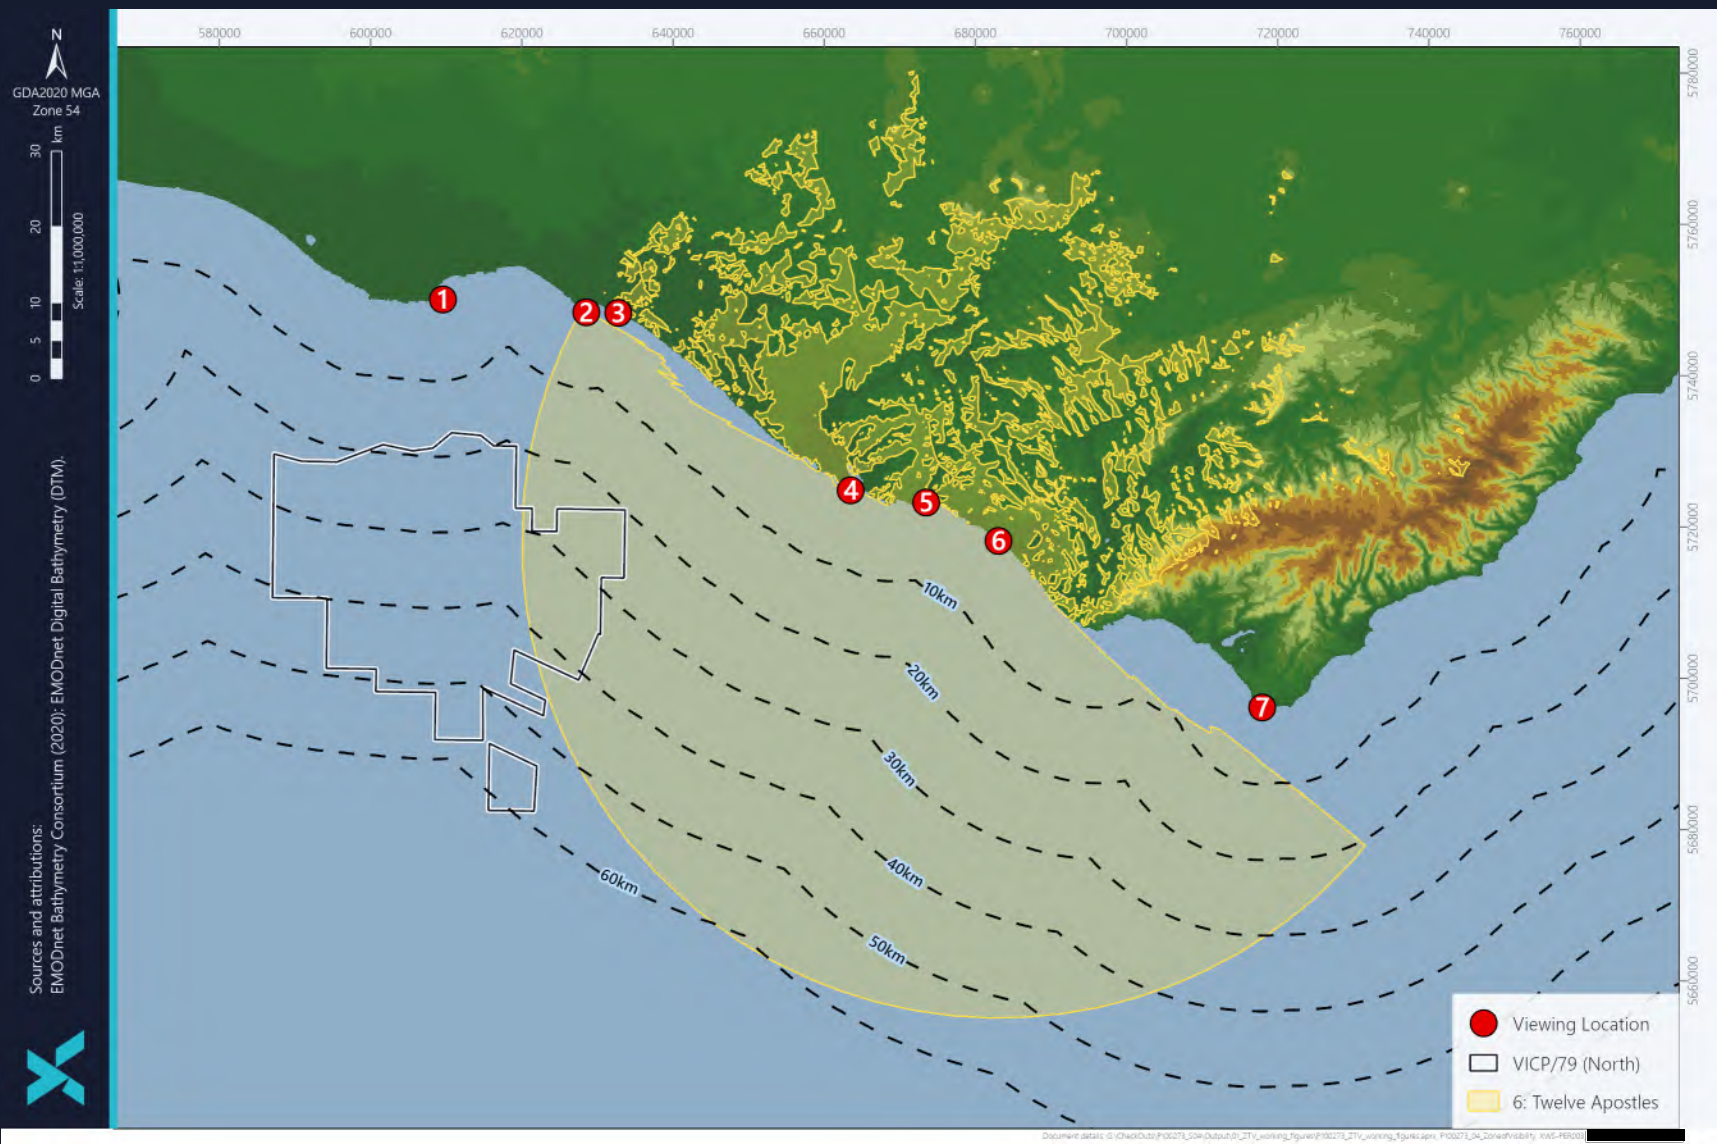 580000 600000 620000 640000 660000 680000 700000 720000 740000 760000
N
GDA2020 MGA
Zone 54
km
30
20
10
5
0
Scale: 1:1,000,000
Sources and attributions:
EMODnet Bathymetry Consortium (2020): EMODnet Digital Bathymetry (DTM).
5780000
5760000
5740000
5720000
5700000
5680000
5660000
1
2
3
4
5
6
7
10km
20km
30km
40km
50km
60km
Viewing Location
VICP/79 (North)
6: Twelve Apostles
Document details: